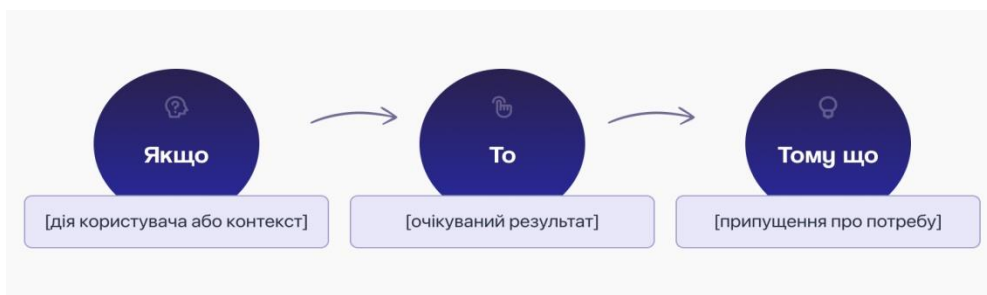 Якщо
То
Тому що
[дія користувача або контекст]
[очікуваний результат]
[припущення про потребу]